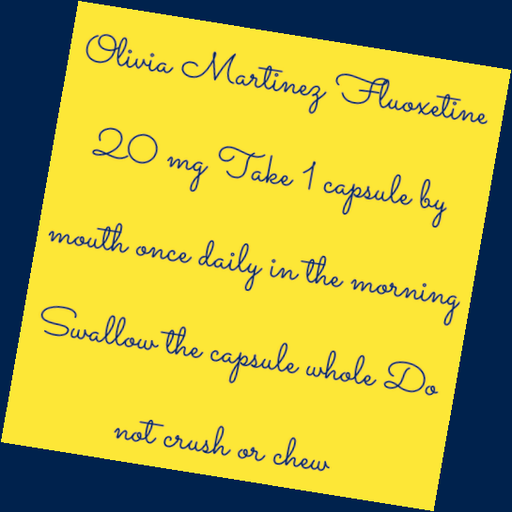 Olivia Martinez Fluoxetine
20 mg Take 1 capsule by
mouth once daily in the morning
Swallow the capsule whole Do
not crush or chew